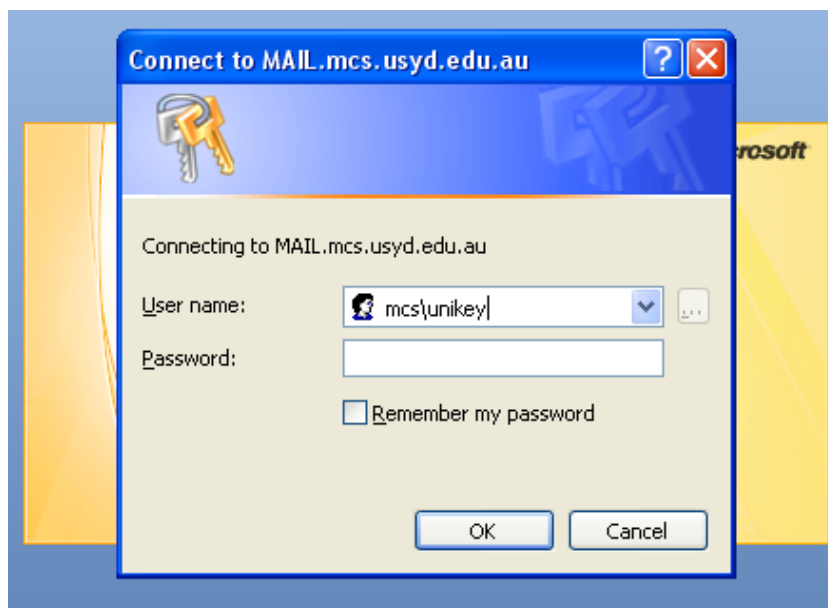 Connect to MAIL.mcs.usyd.edu.au
rosoft
Connecting to MAIL.mcs.usyd.edu.au
User name: mcs\unikey
...
Password:
Remember my password
OK Cancel